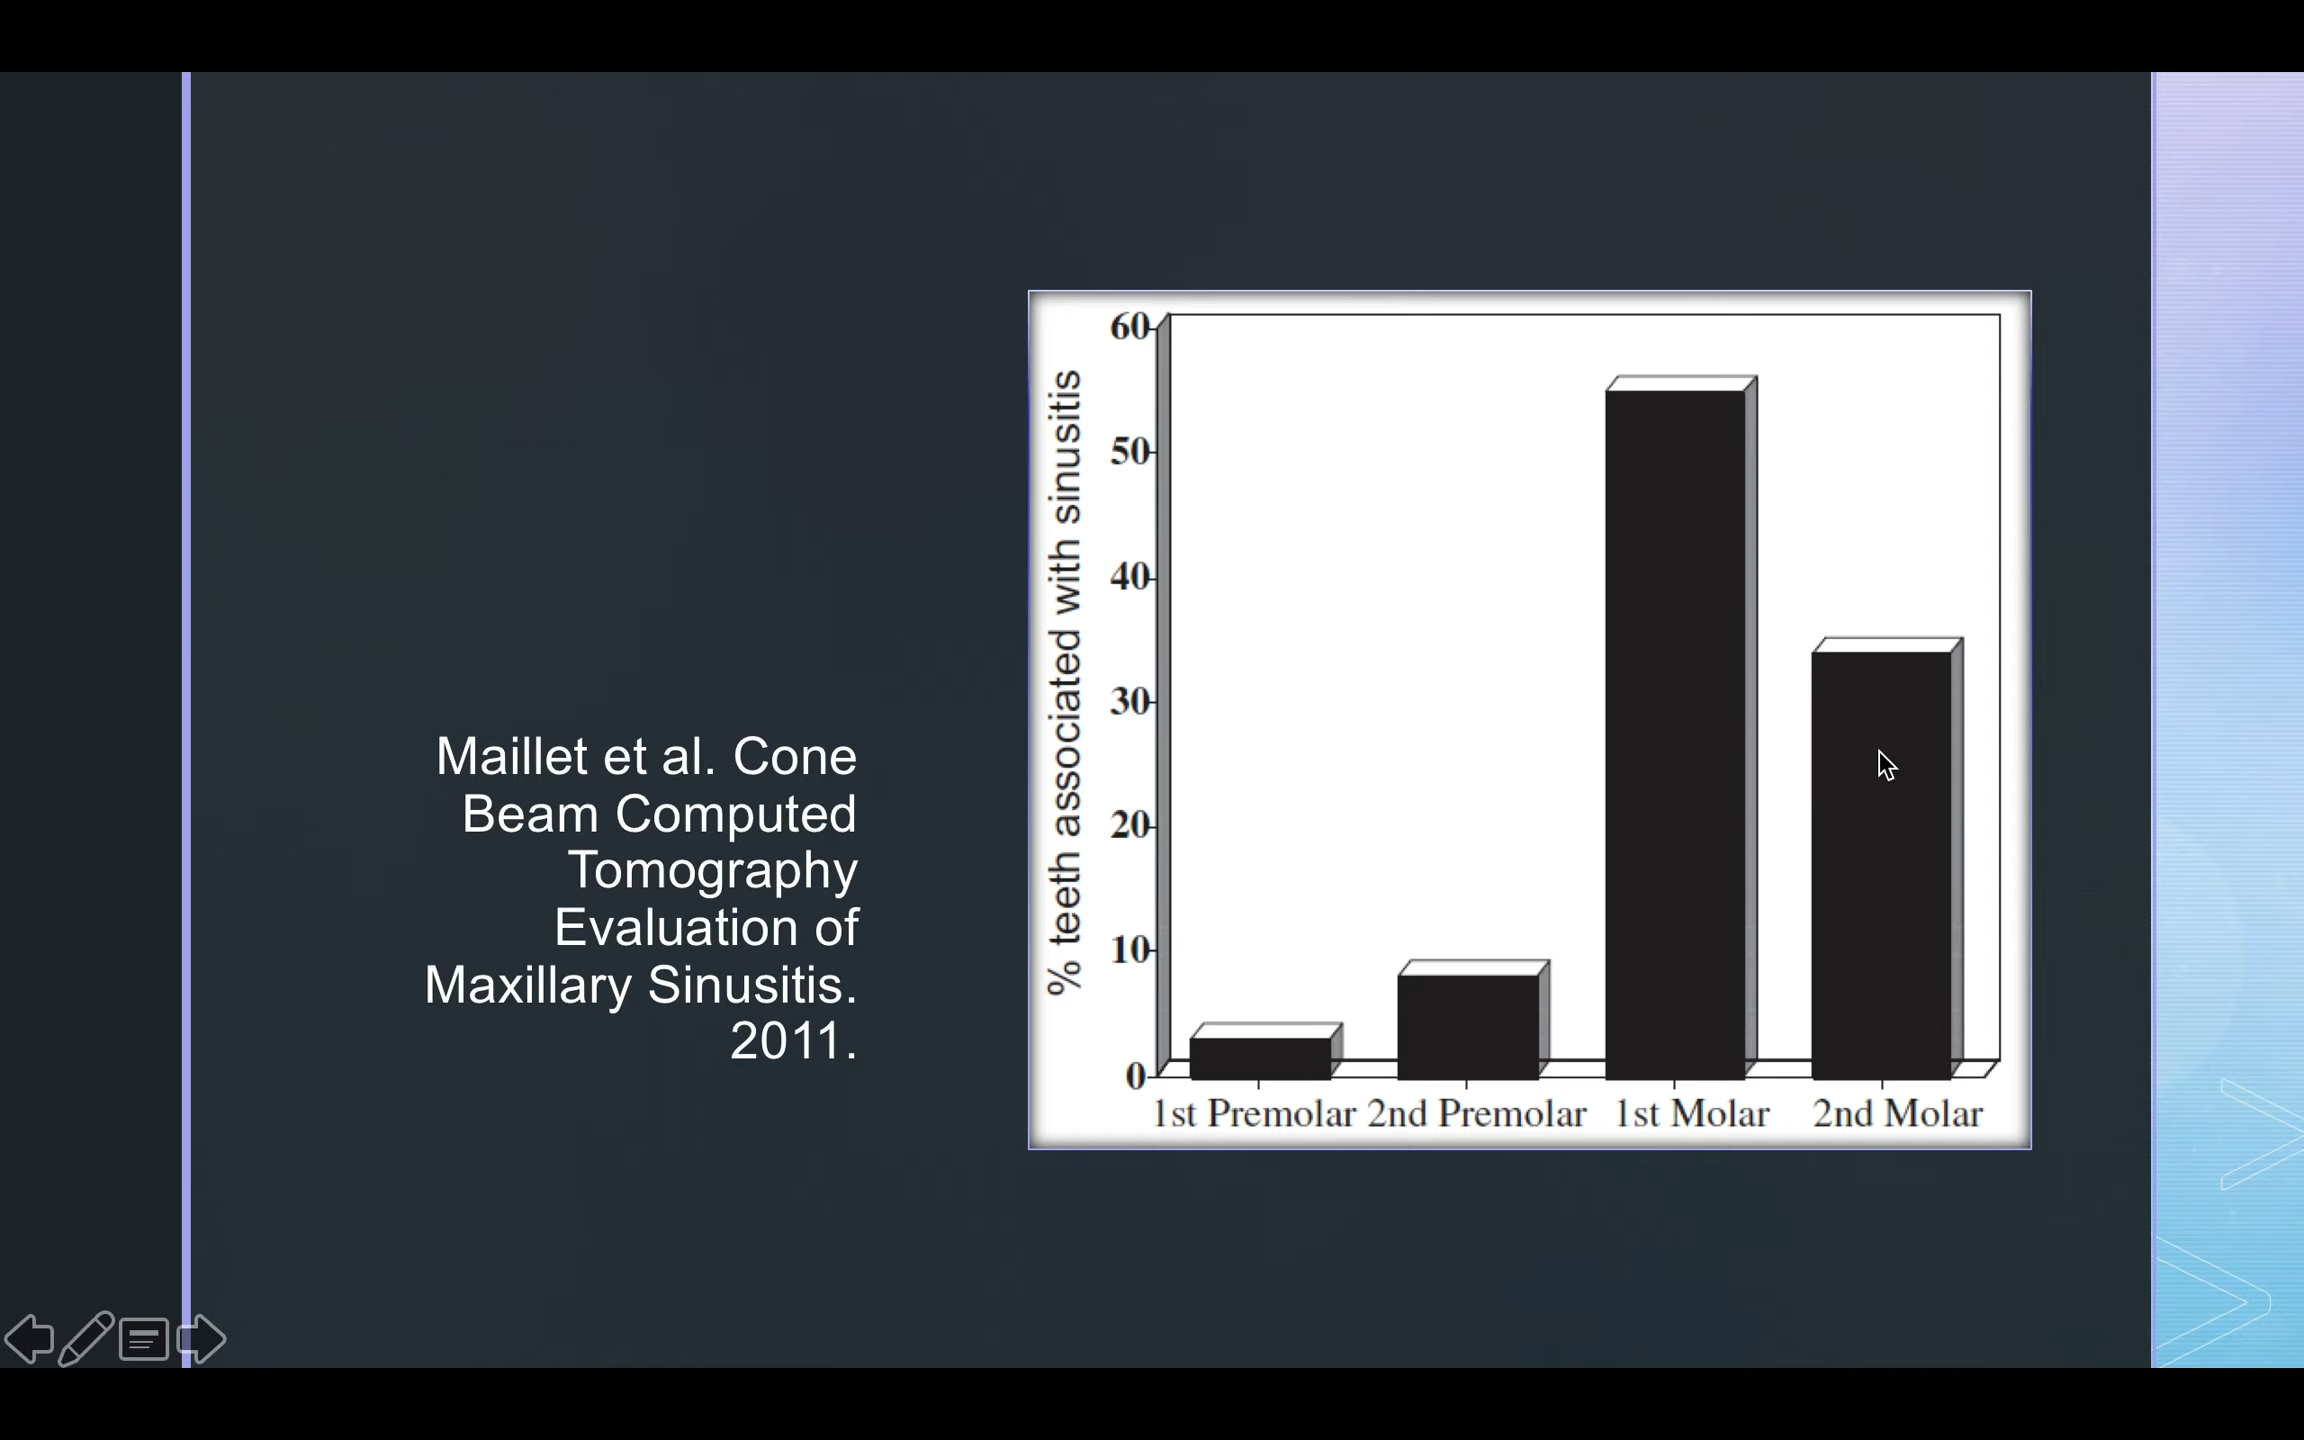 Maillet et al. Cone
Beam Computed
Tomography
Evaluation of
Maxillary Sinusitis.
2011.
% teeth associated with sinusitis
60
50
40
30
20
10
0
1st Premolar 2nd Premolar 1st Molar 2nd Molar